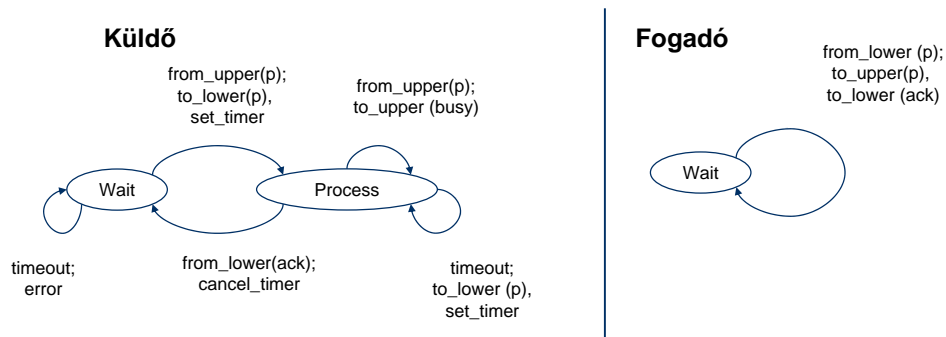 Küldő
from_upper(p);
to_lower(p),
set_timer
from_upper(p);
to_upper (busy)
Wait
Process
timeout;
error
from_lower(ack);
cancel_timer
timeout;
to_lower (p),
set_timer
Fogadó
from_lower (p);
to_upper(p),
to_lower (ack)
Wait